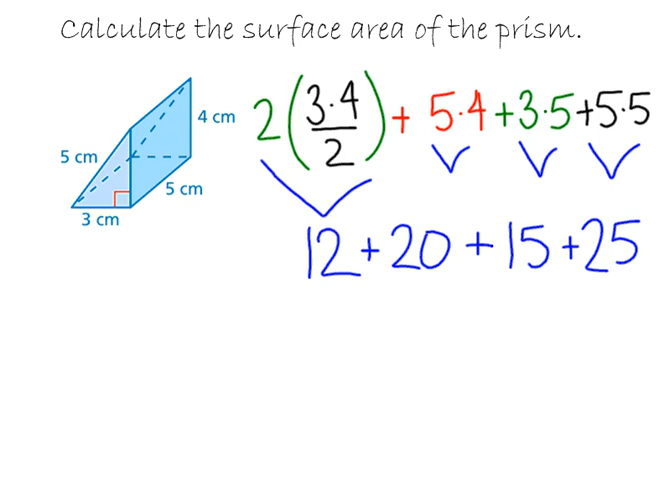 Calculate the surface area of the prism.
4 cm
5 cm
5 cm
3 cm
2(3·4/2) + 5·4+3·5+5·5
12+20+15+25